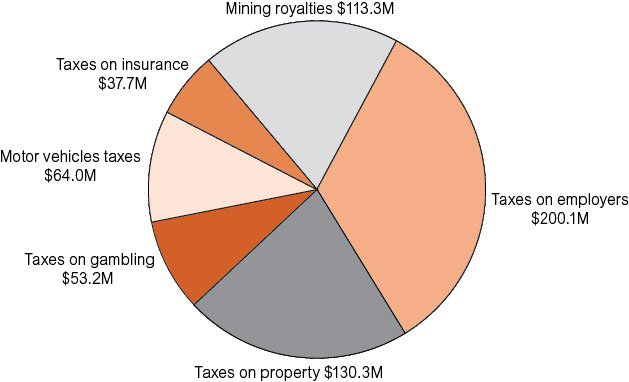 Mining royalties $113.3M
Taxes on insurance
$37.7M
Motor vehicles taxes
$64.0M
Taxes on employers
$200.1M
Taxes on gambling
$53.2M
Taxes on property $130.3M